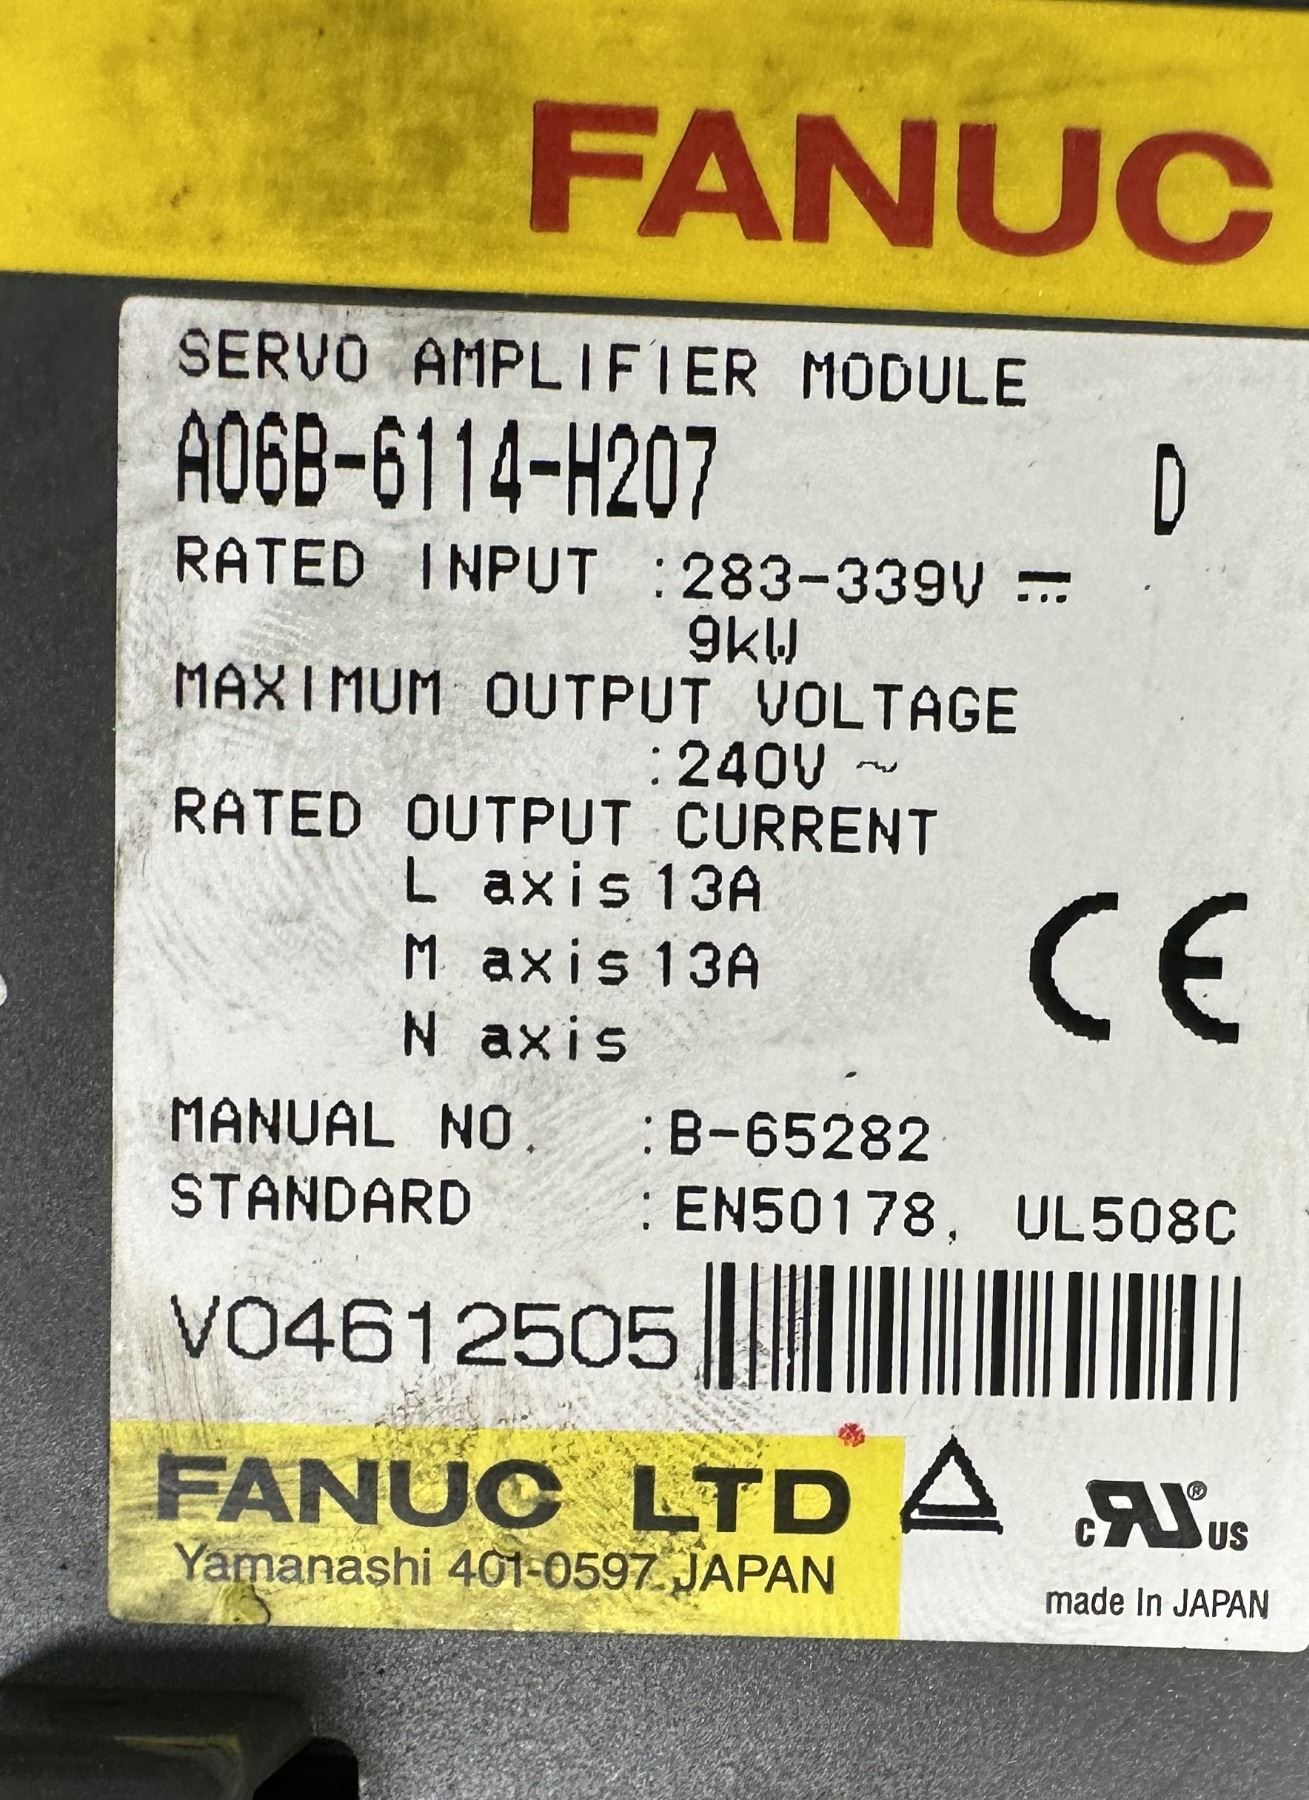 FANUC
SERVO AMPLIFIER MODULE
A06B-6114-H207 D
RATED INPUT :283-339V ⎓
9kW
MAXIMUM OUTPUT VOLTAGE
:240V ~
RATED OUTPUT CURRENT
L axis 13A
M axis 13A
N axis
CE
MANUAL NO. :B-65282
STANDARD :EN50178, UL508C
V04612505
FANUC LTD
Yamanashi 401-0597 JAPAN
c RU ® US
made In JAPAN